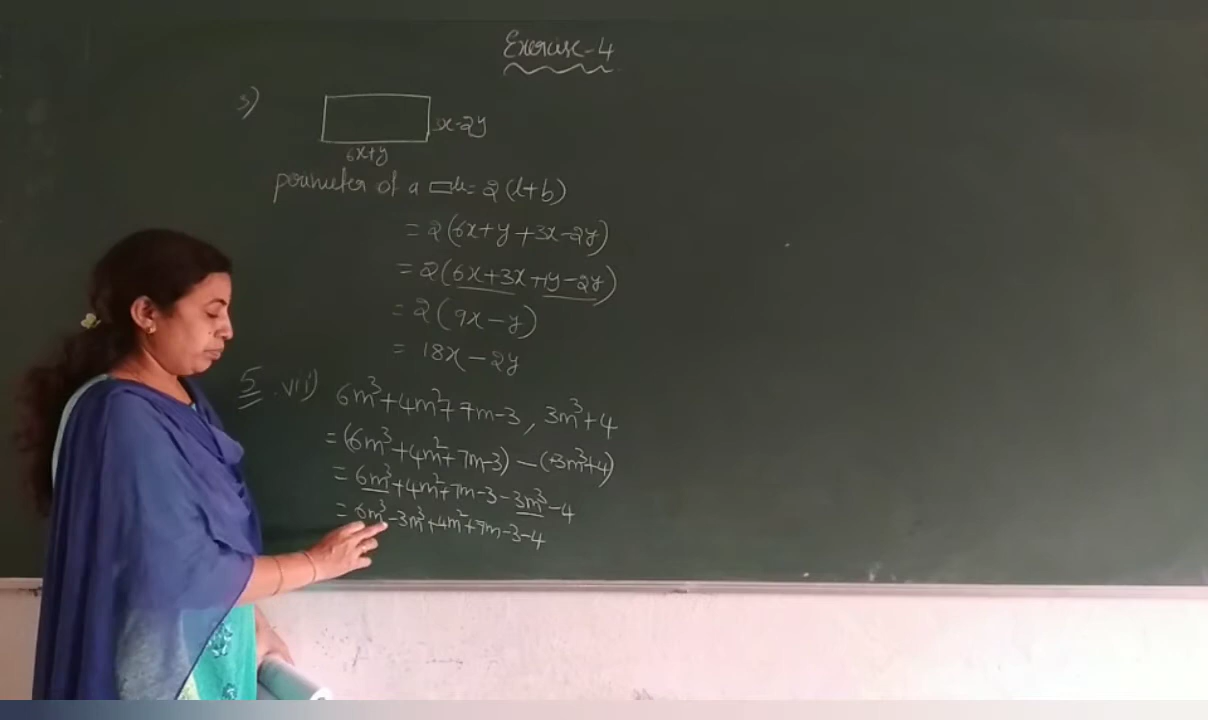 Exercise-4
3)
x-2y
6x+y
perimeter of a ▭le = 2(l+b)
= 2(6x+y+3x-2y)
= 2(6x+3x+y-2y)
= 2(9x-y)
= 18x-2y
5. vii) 6m³+4m²+7m-3, 3m³+4
= (6m³+4m²+7m-3) - (3m³+4)
= 6m³+4m²+7m-3-3m³-4
= 6m³-3m³+4m²+7m-3-4